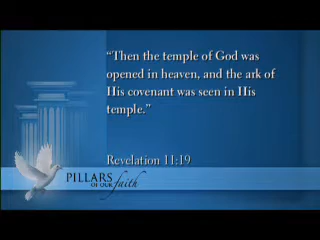 “Then the temple of God was
opened in heaven, and the ark of
His covenant was seen in His
temple.”
Revelation 11:19
PILLARS
OF OUR faith